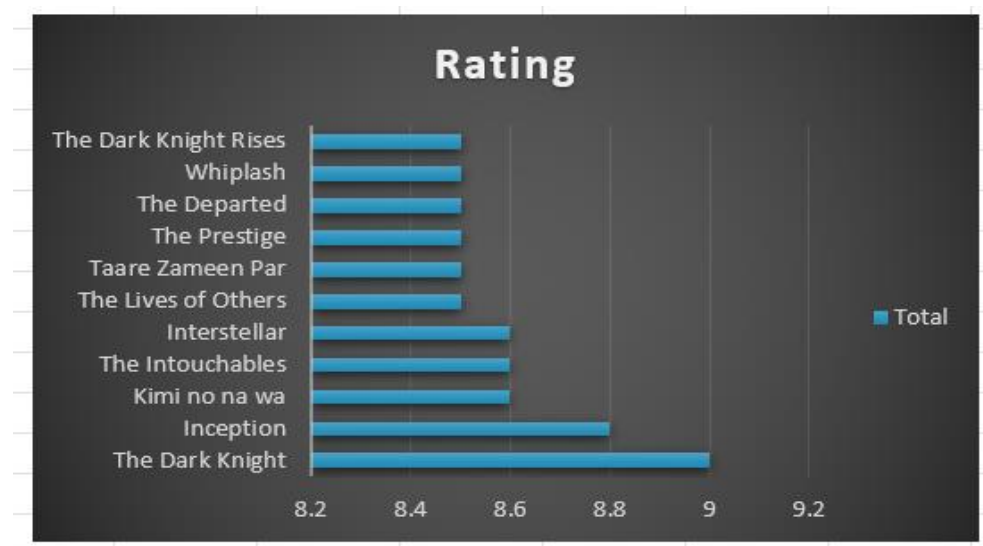 Rating
The Dark Knight Rises
Whiplash
The Departed
The Prestige
Taare Zameen Par
The Lives of Others
Interstellar
The Intouchables
Kimi no na wa
Inception
The Dark Knight
Total
8.2 8.4 8.6 8.8 9 9.2